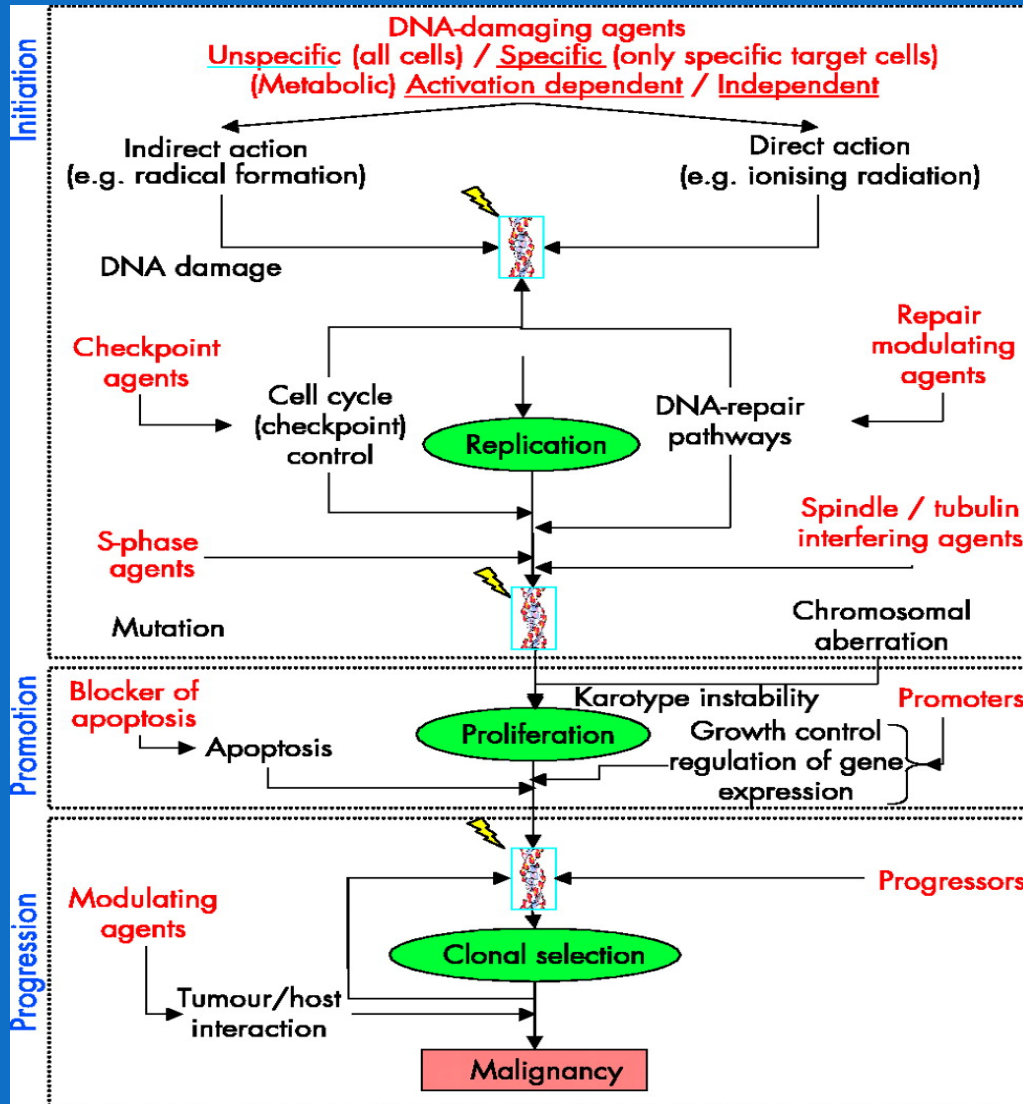 Initiation
DNA-damaging agents
Unspecific (all cells) / Specific (only specific target cells)
(Metabolic) Activation dependent / Independent
Indirect action
(e.g. radical formation)
Direct action
(e.g. ionising radiation)
DNA damage
Checkpoint
agents
Cell cycle
(checkpoint)
control
Replication
DNA-repair
pathways
Repair
modulating
agents
S-phase
agents
Spindle / tubulin
interfering agents
Mutation
Chromosomal
aberration
Promotion
Blocker of
apoptosis
Apoptosis
Karotype instability
Proliferation
Promoters
Growth control
regulation of gene
expression
Progression
Modulating
agents
Progressors
Clonal selection
Tumour/host
interaction
Malignancy